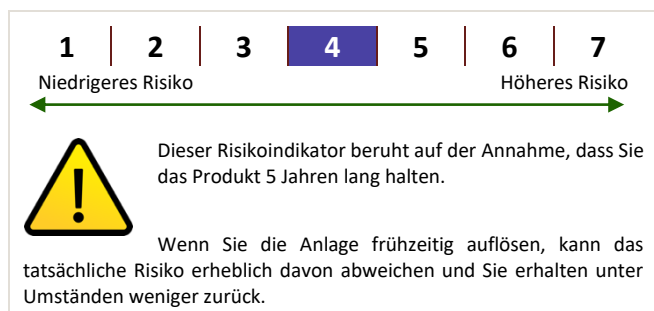 1 2 3 4 5 6 7
Niedrigeres Risiko Höheres Risiko
Dieser Risikoindikator beruht auf der Annahme, dass Sie
das Produkt 5 Jahren lang halten.
Wenn Sie die Anlage frühzeitig auflösen, kann das
tatsächliche Risiko erheblich davon abweichen und Sie erhalten unter
Umständen weniger zurück.